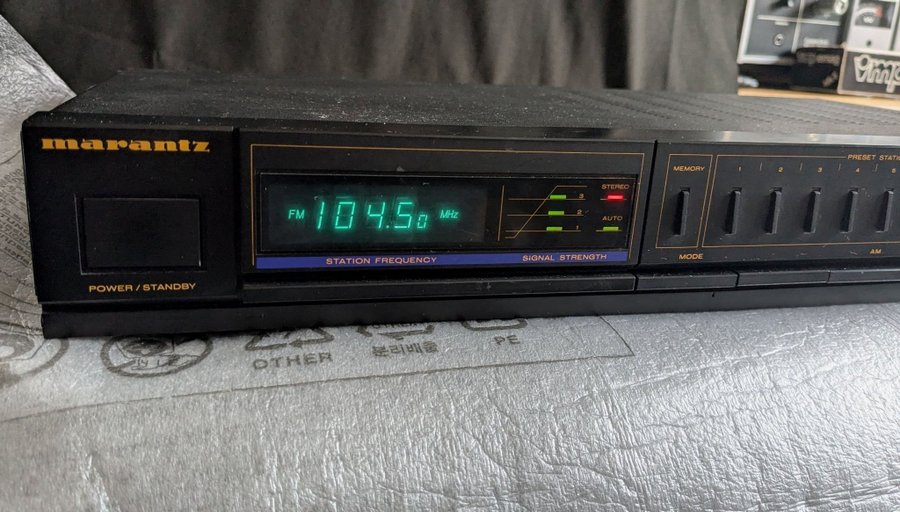 marantz
POWER / STANDBY
FM 104.50 MHz
3
2
1
STEREO
AUTO
STATION FREQUENCY
SIGNAL STRENGTH
MEMORY
MODE
PRESET STATI
1 2 3 4 5
AM
OTHER
분리배출
PE